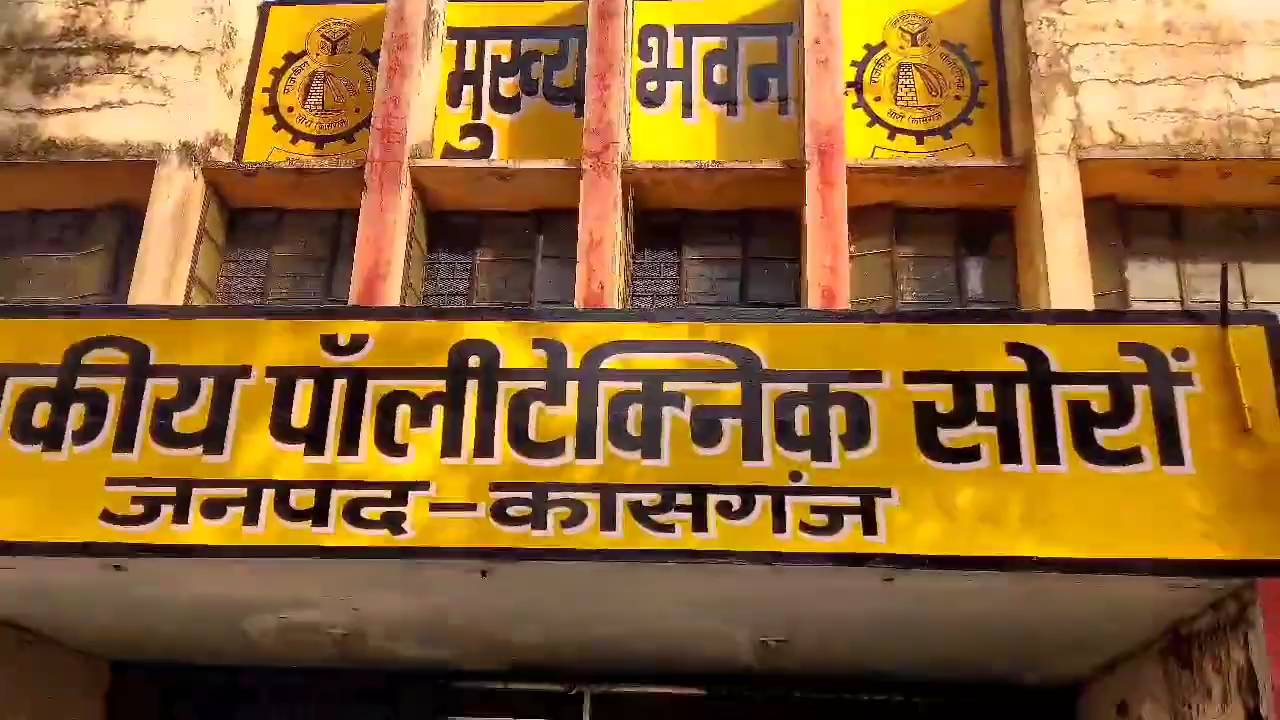 मुख्य भवन
कीय पॉलीटेक्निक सोरों
जनपद-कासगंज